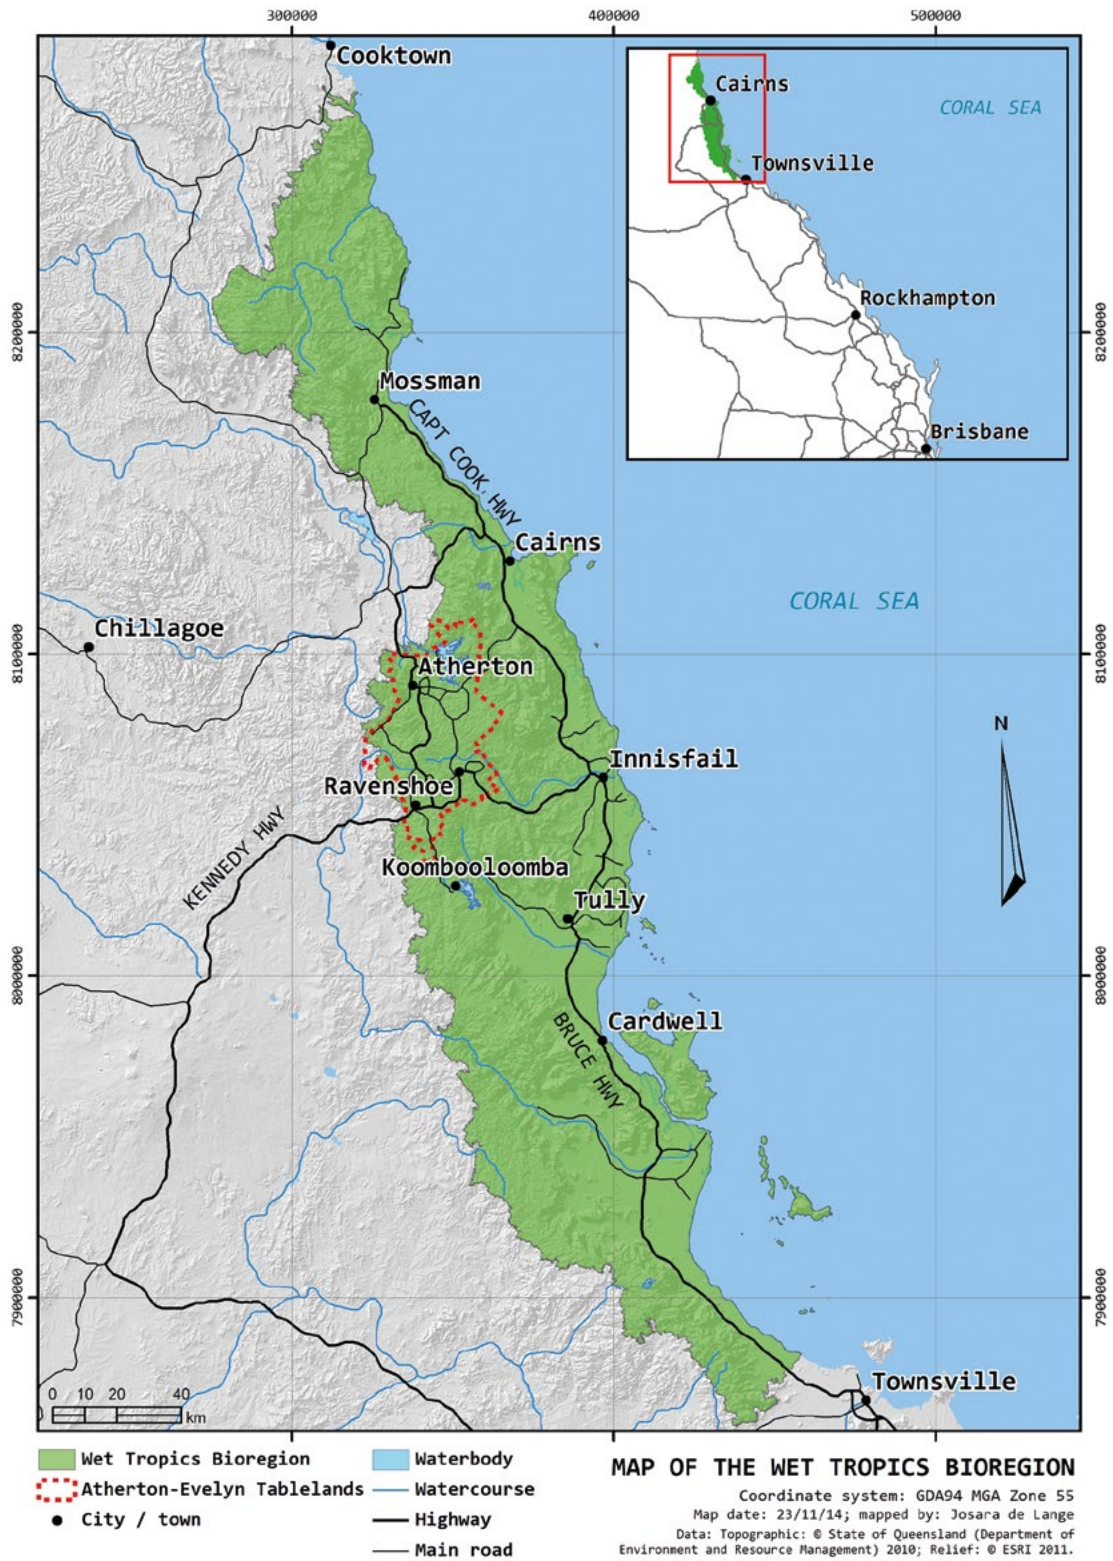 300000
400000
500000
Cooktown
Cairns
CORAL SEA
Townsville
Rockhampton
Brisbane
8200000
8200000
Mossman
CAPT COOK HWY
Cairns
CORAL SEA
Chillagoe
8100000
8100000
Atherton
N
Innisfail
Ravenshoe
KENNEDY HWY
Koombooloomba
Tully
8000000
8000000
Cardwell
BRUCE HWY
7900000
7900000
Townsville
0 10 20 40
km
300000
400000
500000
Wet Tropics Bioregion
Atherton-Evelyn Tablelands
City / town
Waterbody
Watercourse
Highway
Main road
MAP OF THE WET TROPICS BIOREGION
Coordinate system: GDA94 MGA Zone 55
Map date: 23/11/14; mapped by: Josara de Lange
Data: Topographic: © State of Queensland (Department of
Environment and Resource Management) 2010; Relief: © ESRI 2011.